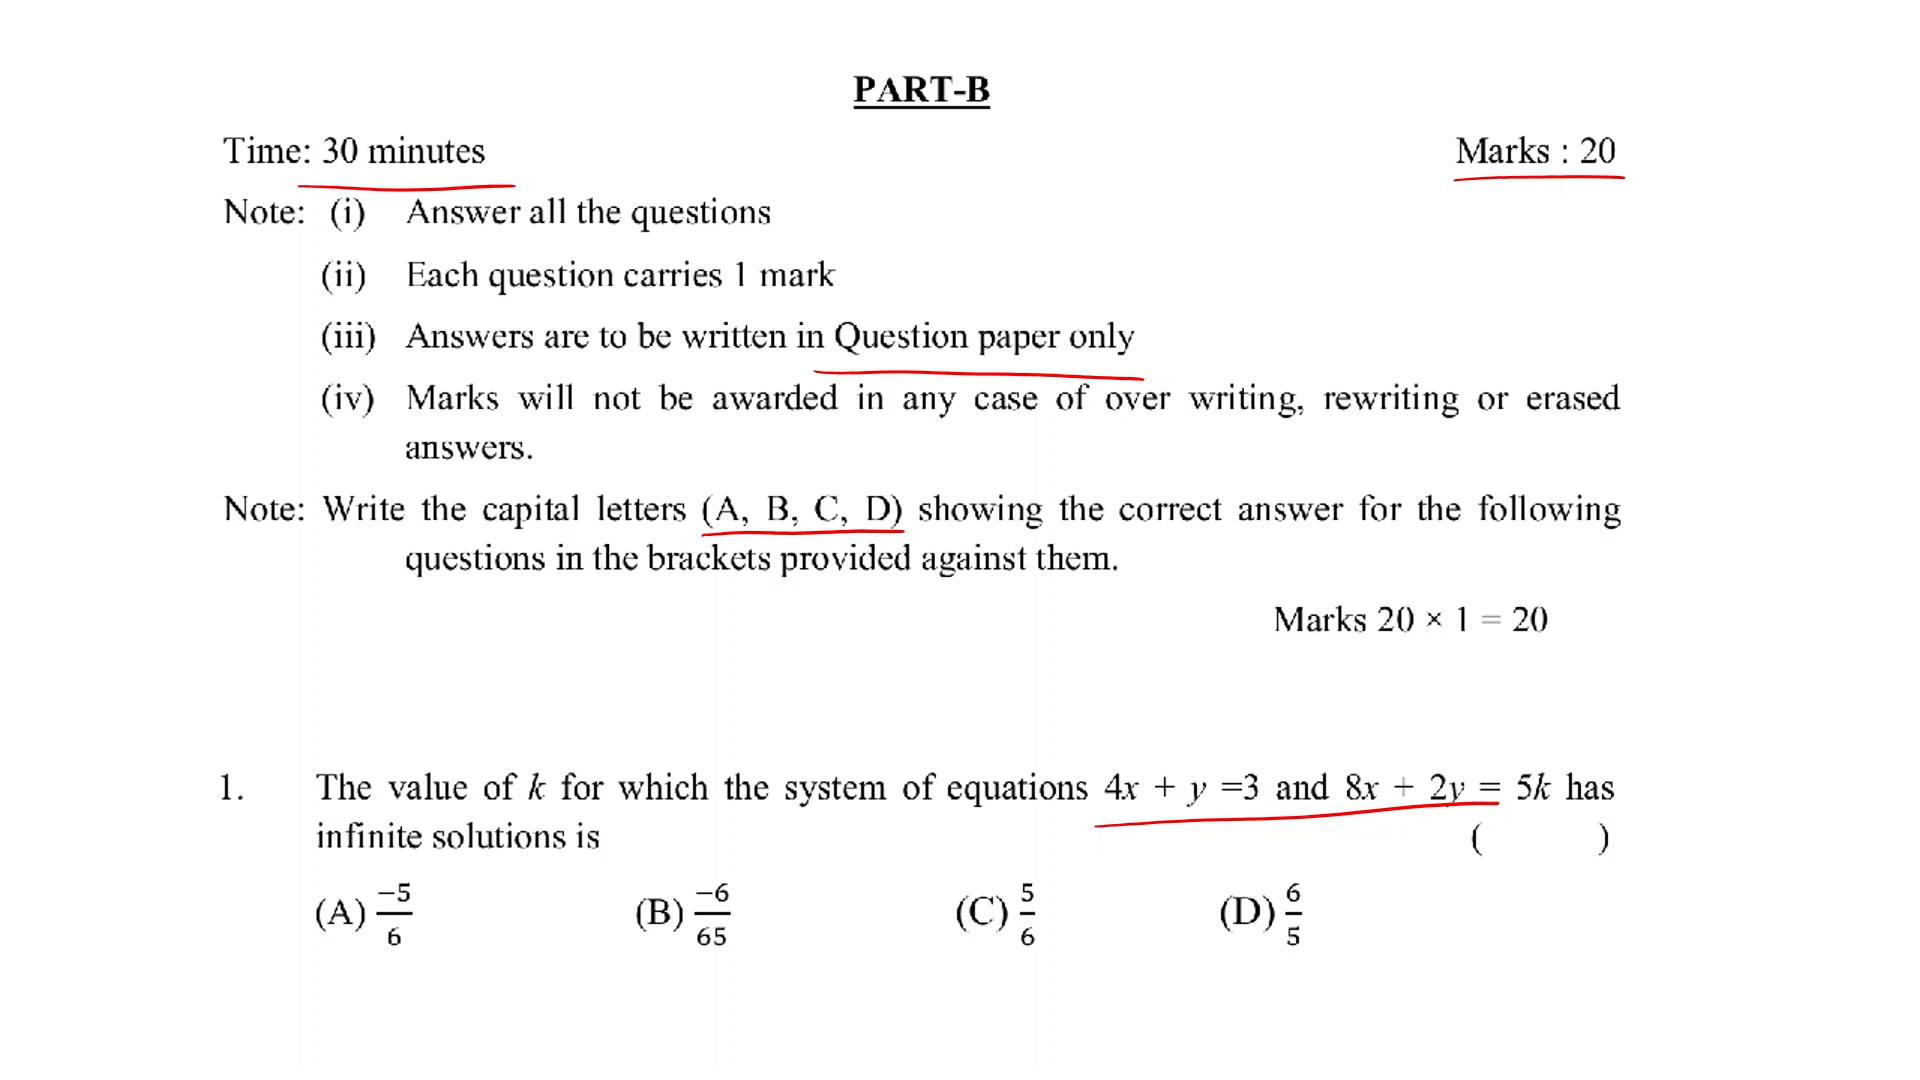 PART-B
Time: 30 minutes Marks : 20
Note: (i) Answer all the questions
(ii) Each question carries 1 mark
(iii) Answers are to be written in Question paper only
(iv) Marks will not be awarded in any case of over writing, rewriting or erased
answers.
Note: Write the capital letters (A, B, C, D) showing the correct answer for the following
questions in the brackets provided against them.
Marks 20 × 1 = 20
1. The value of k for which the system of equations 4x + y =3 and 8x + 2y = 5k has
infinite solutions is ( )
(A) −5/6 (B) −6/65 (C) 5/6 (D) 6/5